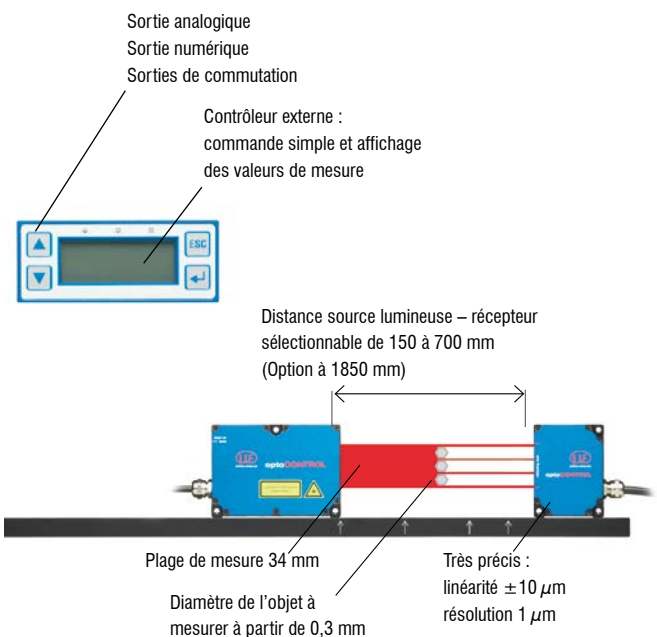 Sortie analogique
Sortie numérique
Sorties de commutation
Contrôleur externe :
commande simple et affichage
des valeurs de mesure
ESC
Distance source lumineuse – récepteur
sélectionnable de 150 à 700 mm
(Option à 1850 mm)
optoCONTROL
optoCONTROL
Plage de mesure 34 mm
Diamètre de l’objet à
mesurer à partir de 0,3 mm
Très précis :
linéarité ±10 µm
résolution 1 µm